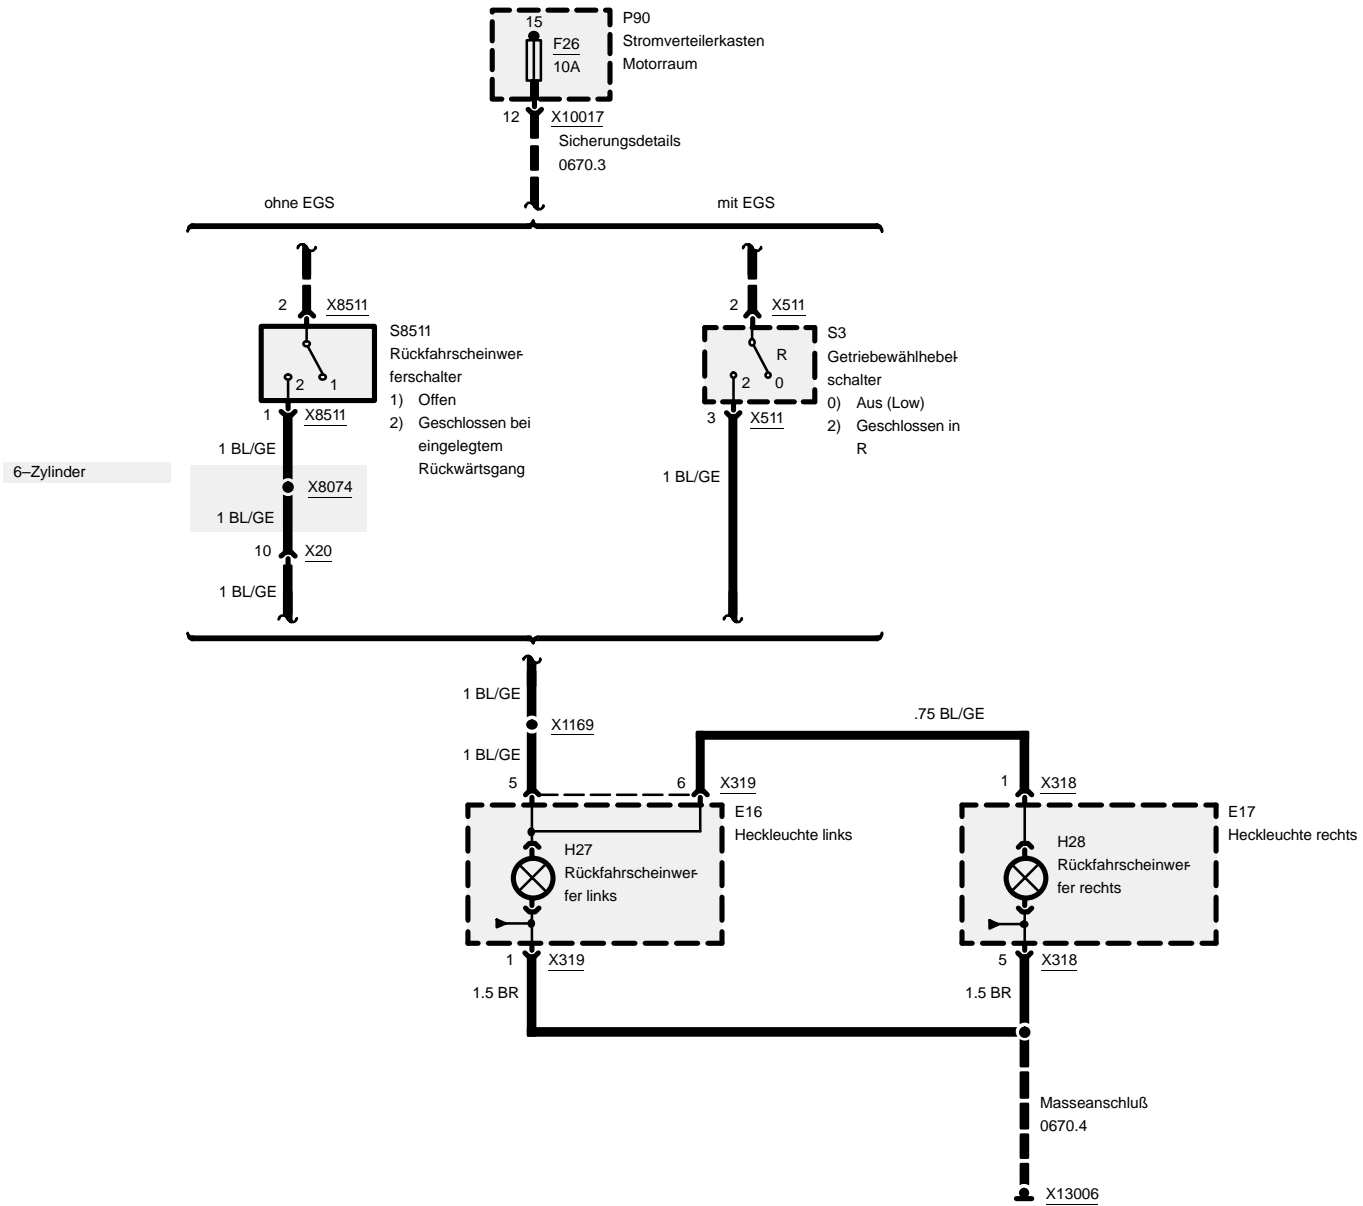 15
F26
10A
P90
Stromverteilerkasten
Motorraum
12
X10017
Sicherungsdetails
0670.3
ohne EGS
mit EGS
2
X8511
S8511
Rückfahrscheinwer-
ferschalter
1) Offen
2) Geschlossen bei
eingelegtem
Rückwärtsgang
2
1
1
X8511
1 BL/GE
6–Zylinder
X8074
1 BL/GE
10
X20
1 BL/GE
2
X511
S3
Getriebewählhebel-
schalter
0) Aus (Low)
2) Geschlossen in
R
R
2
0
3
X511
1 BL/GE
1 BL/GE
X1169
1 BL/GE
.75 BL/GE
5
6
X319
1
X318
E16
Heckleuchte links
H27
Rückfahrscheinwer-
fer links
E17
Heckleuchte rechts
H28
Rückfahrscheinwer-
fer rechts
1
X319
5
X318
1.5 BR
1.5 BR
Masseanschluß
0670.4
X13006